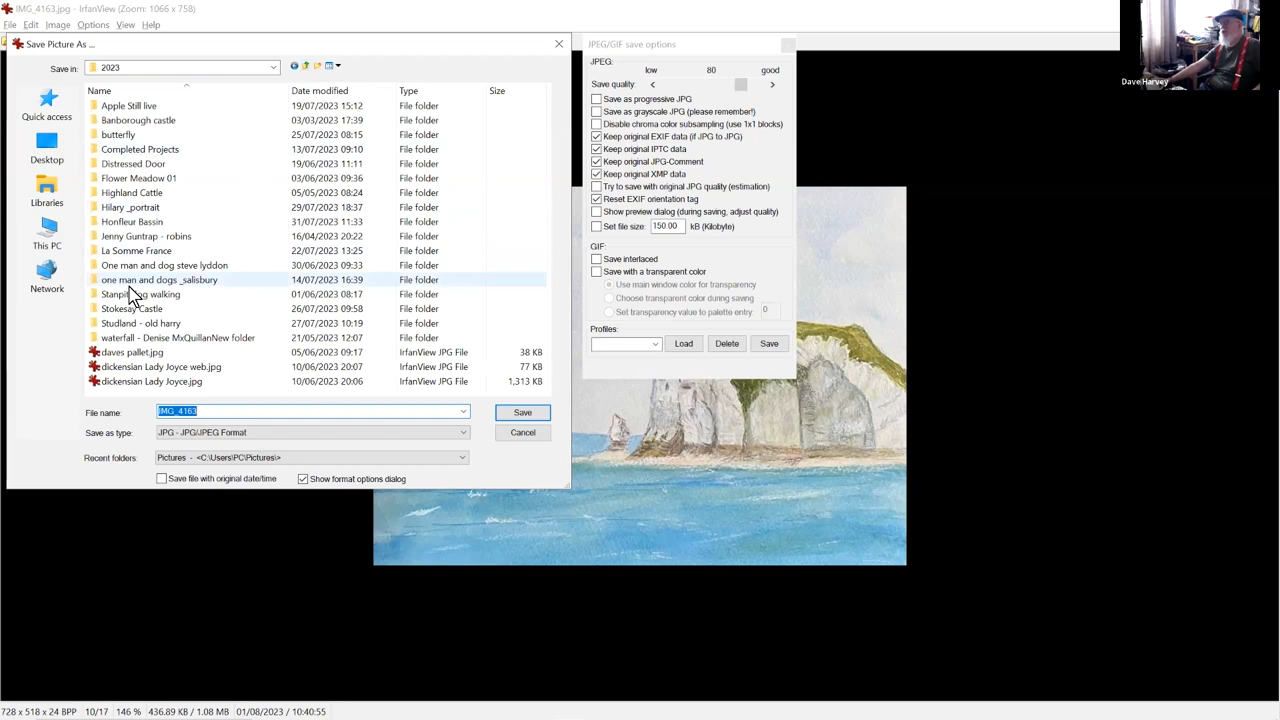 IMG_4163.jpg - IrfanView (Zoom: 1066 x 758)
File Edit Image Options View Help
Save Picture As ...
Save in: 2023
Name Date modified Type Size
Apple Still live 19/07/2023 15:12 File folder
Banborough castle 03/03/2023 17:39 File folder
butterfly 25/07/2023 08:15 File folder
Completed Projects 13/07/2023 09:10 File folder
Distressed Door 19/06/2023 11:11 File folder
Flower Meadow 01 03/06/2023 09:36 File folder
Highland Cattle 05/05/2023 08:24 File folder
Hilary _portrait 29/07/2023 18:37 File folder
Honfleur Bassin 31/07/2023 11:33 File folder
Jenny Guntrap - robins 16/04/2023 20:22 File folder
La Somme France 22/07/2023 13:25 File folder
One man and dog steve lyddon 30/06/2023 09:33 File folder
one man and dogs _salisbury 14/07/2023 16:39 File folder
walking 01/06/2023 08:17 File folder
Stokesay Castle 26/07/2023 09:58 File folder
Studland - old harry 27/07/2023 10:19 File folder
waterfall - Denise MxQuillanNew folder 21/05/2023 12:07 File folder
daves pallet.jpg 05/06/2023 09:17 IrfanView JPG File 38 KB
dickensian Lady Joyce web.jpg 10/06/2023 20:06 IrfanView JPG File 77 KB
dickensian Lady Joyce.jpg 10/06/2023 20:06 IrfanView JPG File 1,313 KB
Quick access
Desktop
Libraries
This PC
Network
File name: IMG_4163 Save
Save as type: JPG - JPG/JPEG Format Cancel
Recent folders: Pictures - <C:\Users\PC\Pictures\>
Save file with original date/time Show format options dialog
JPEG/GIF save options
JPEG:
low 80 good
Save quality:
Save as progressive JPG
Save as grayscale JPG (please remember!)
Disable chroma color subsampling (use 1x1 blocks)
Keep original EXIF data (if JPG to JPG)
Keep original IPTC data
Keep original JPG-Comment
Keep original XMP data
Try to save with original JPG quality (estimation)
Reset EXIF orientation tag
Show preview dialog (during saving, adjust quality)
Set file size: 150.00 kB (Kilobyte)
GIF:
Save interlaced
Save with a transparent color
Use main window color for transparency
Choose transparent color during saving
Set transparency value to palette entry: 0
Profiles:
Load Delete Save
Dave Harvey
728 x 518 x 24 BPP 10/17 146 % 436.89 KB / 1.08 MB 01/08/2023 / 10:40:55